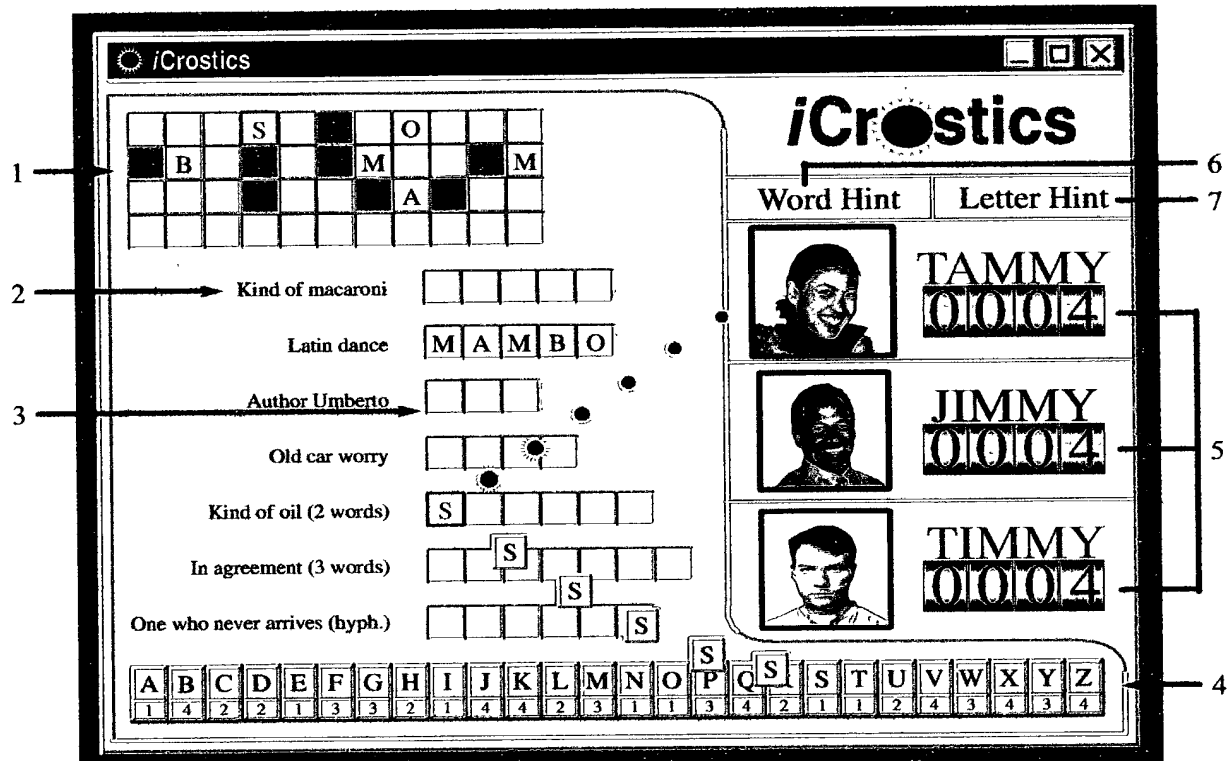 iCrostics
iCr stics
S O
B M M
A
1
6
Word Hint Letter Hint
7
2
Kind of macaroni
TAMMY
0004
Latin dance M A M B O
3
Author Umberto
JIMMY
0004
5
Old car worry
Kind of oil (2 words) S
In agreement (3 words) S
TIMMY
0004
S
One who never arrives (hyph.) S
S S
A B C D E F G H I J K L M N O P Q S T U V W X Y Z
1 4 2 2 1 3 3 2 1 4 4 2 3 1 1 3 4 2 1 1 2 4 3 4 3 4
4